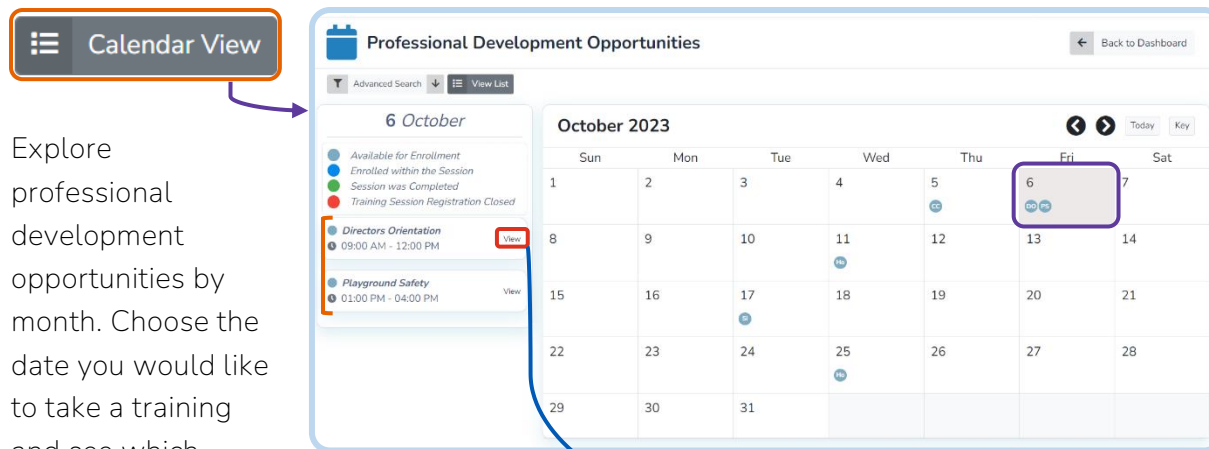 Calendar View
Explore
professional
development
opportunities by
month. Choose the
date you would like
to take a training
and see which
Professional Development Opportunities
Back to Dashboard
Advanced Search
View List
6 October
Available for Enrollment
Enrolled within the Session
Session was Completed
Training Session Registration Closed
Directors Orientation
09:00 AM - 12:00 PM
View
Playground Safety
01:00 PM - 04:00 PM
View
October 2023
Today
Key
Sun Mon Tue Wed Thu Fri Sat
1 2 3 4 5 6 7
CC DO PS
8 9 10 11 12 13 14
Mo
15 16 17 18 19 20 21
SI
22 23 24 25 26 27 28
Mo
29 30 31